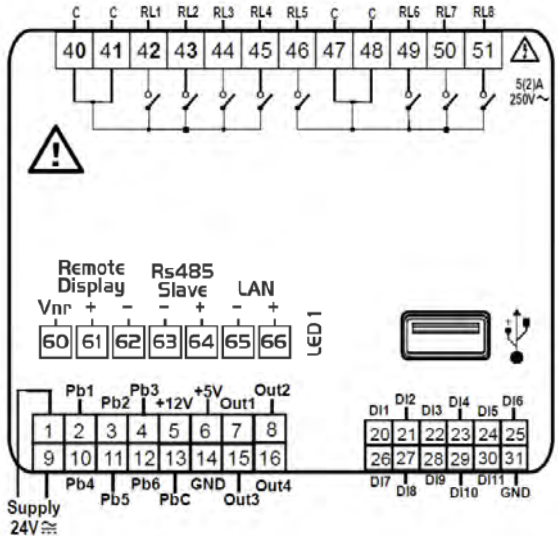 C C RL1 RL2 RL3 RL4 RL5 C C RL6 RL7 RL8
40 41 42 43 44 45 46 47 48 49 50 51
5(2)A
250V~
Remote Display
Rs485 Slave
LAN
Vnr + - - + - +
60 61 62 63 64 65 66
LED1
Pb1 Pb2 Pb3 +12V +5V Out1 Out2
1 2 3 4 5 6 7 8
9 10 11 12 13 14 15 16
Pb4 Pb5 Pb6 PbC GND Out3 Out4
Supply
24V≂
DI1 DI2 DI3 DI4 DI5 DI6
20 21 22 23 24 25
26 27 28 29 30 31
DI7 DI8 DI9 DI10 DI11 GND